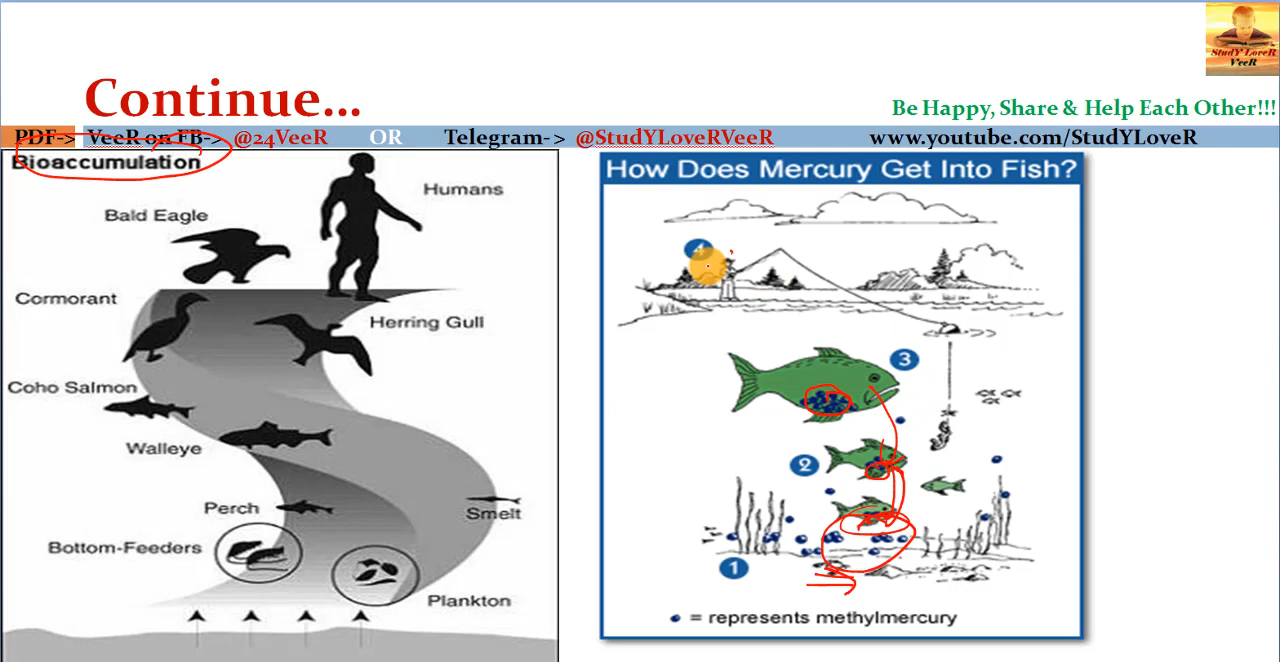 StudY LoveR
VeeR
Continue...
Be Happy, Share & Help Each Other!!!
PDF-> VeeR on FB-> @24VeeR OR Telegram-> @StudYLoveRVeeR www.youtube.com/StudYLoveR
Bioaccumulation
Humans
Bald Eagle
Cormorant
Herring Gull
Coho Salmon
Walleye
Perch
Smelt
Bottom-Feeders
Plankton
How Does Mercury Get Into Fish?
4
3
2
1
= represents methylmercury